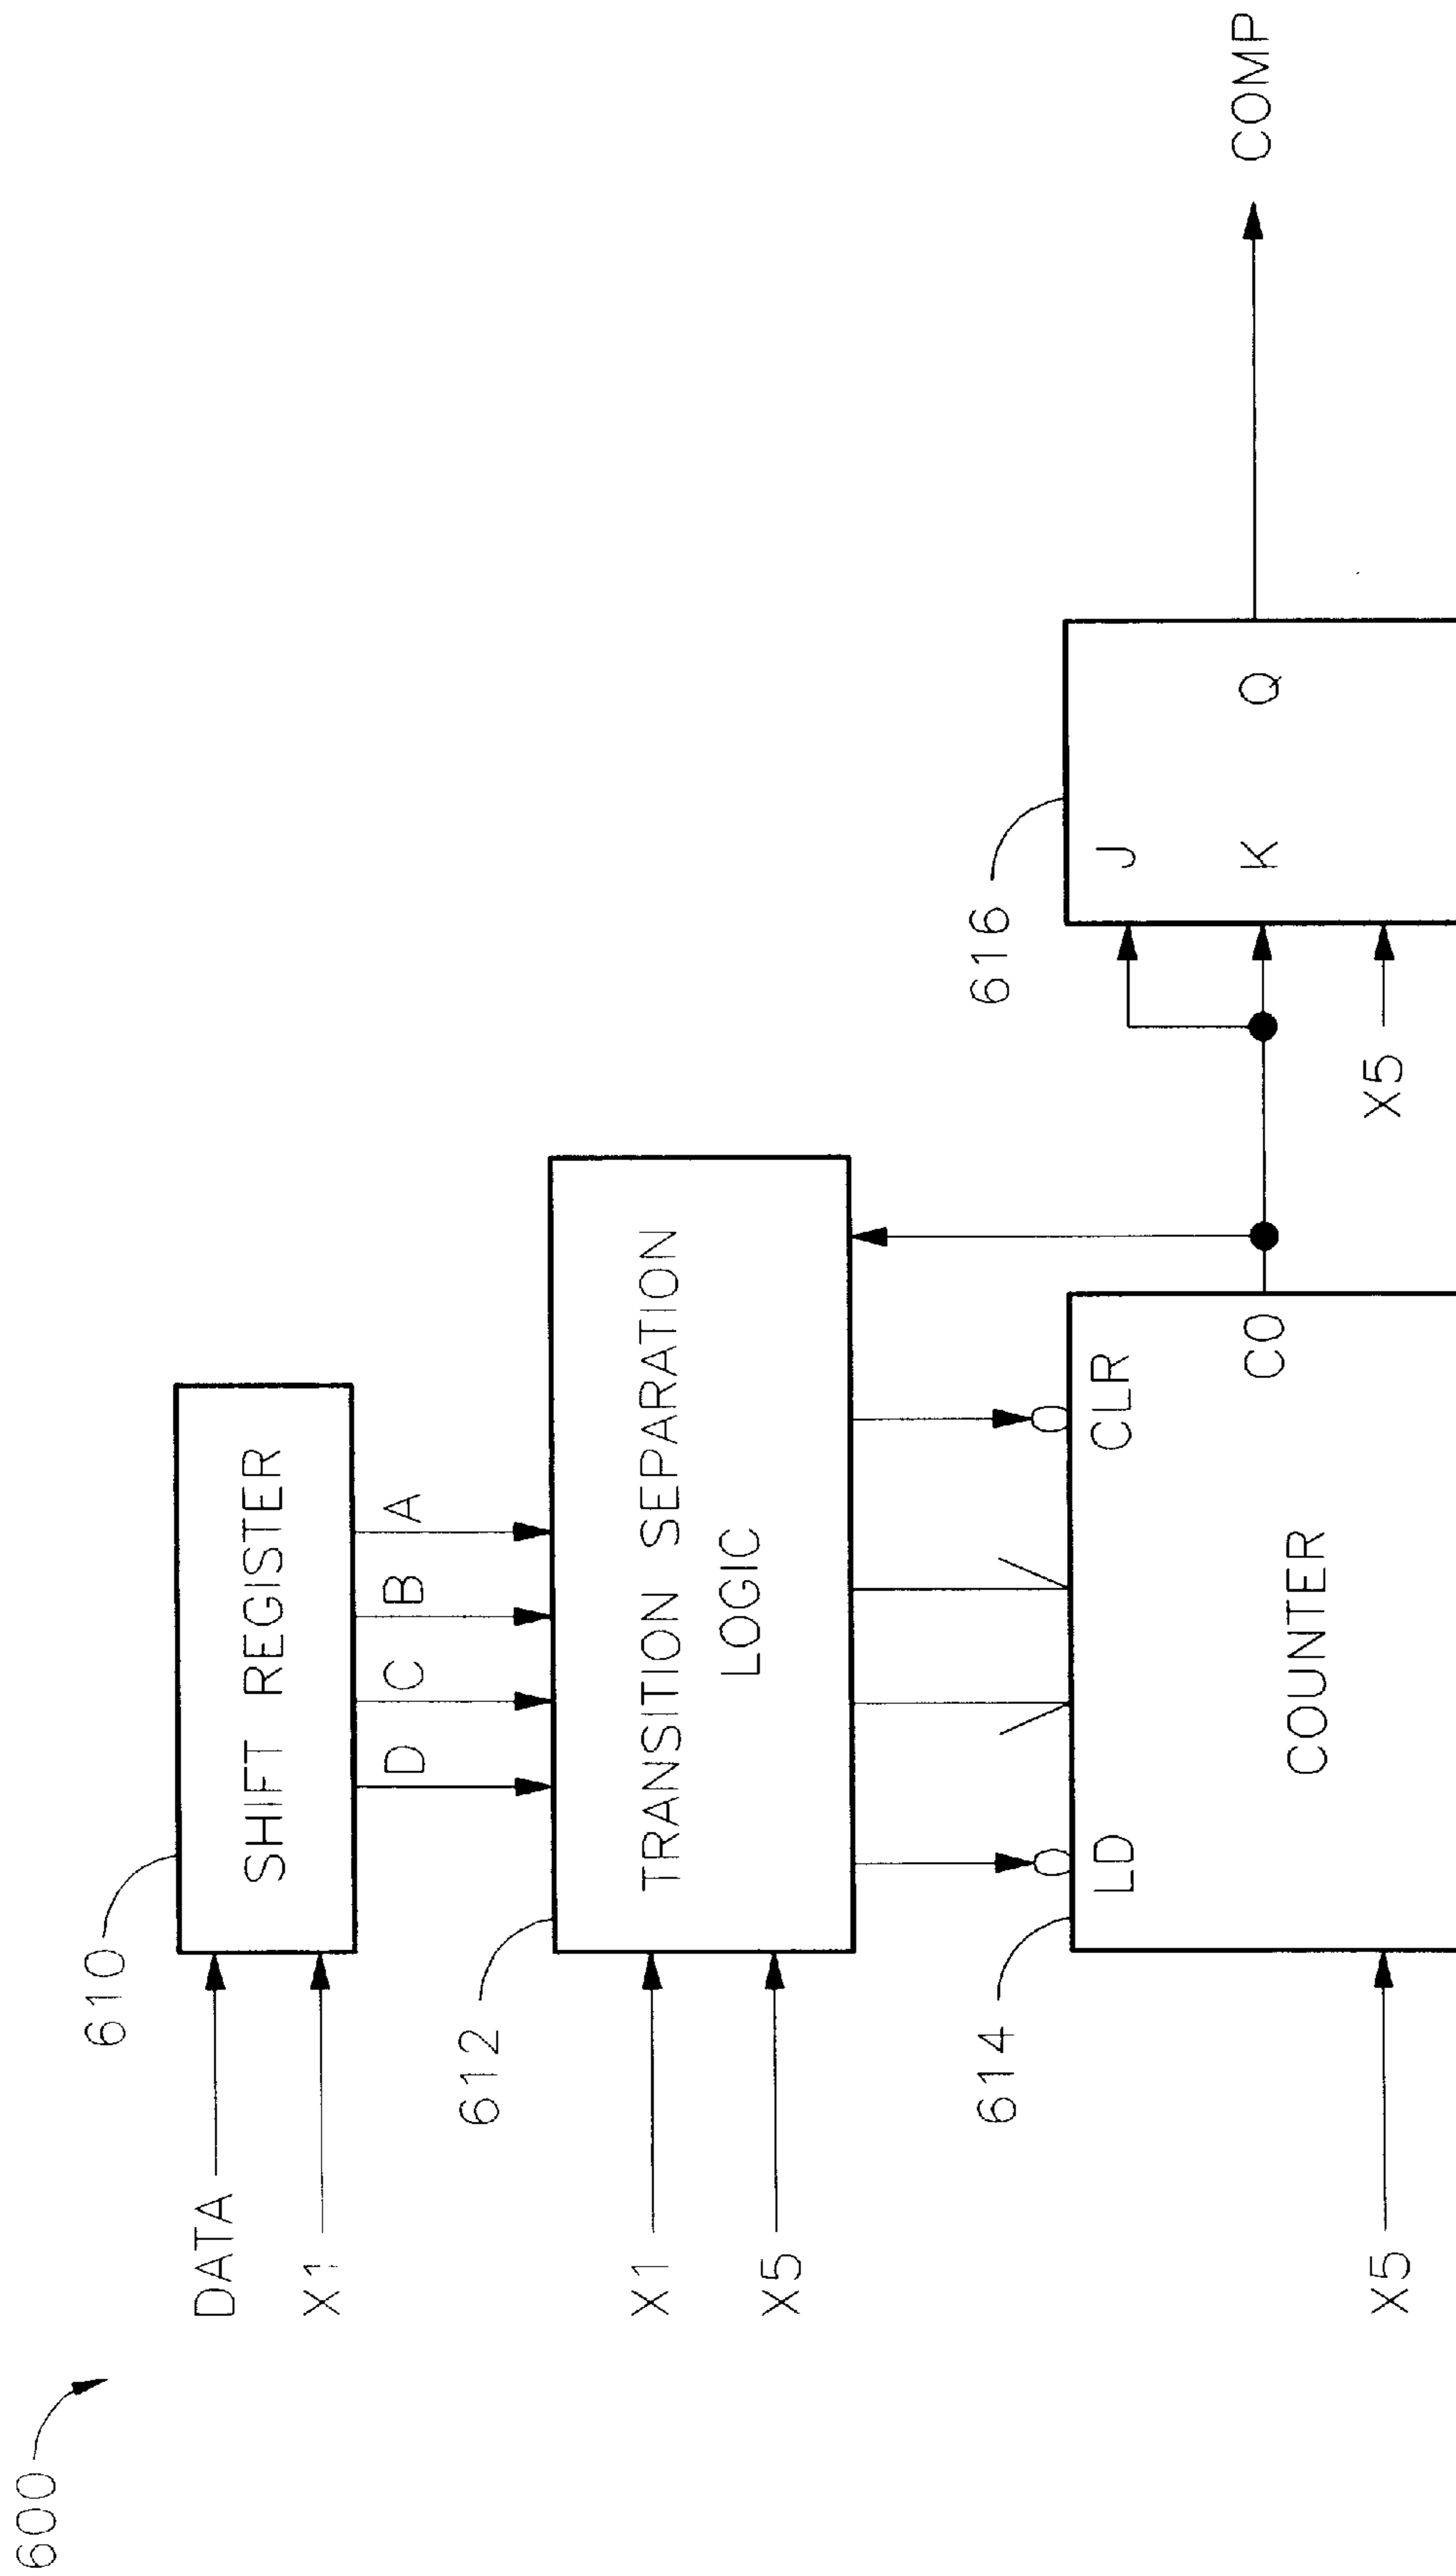 600
DATA
X1
610
SHIFT REGISTER
D
C
B
A
612
X1
X5
TRANSITION SEPARATION
LOGIC
614
LD
CLR
COUNTER
CO
X5
616
J
K
Q
X5
COMP